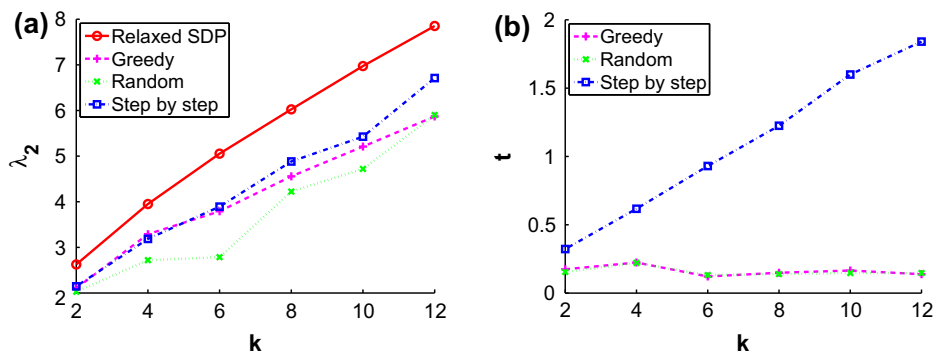 (a)
8
7
6
5
4
3
2
λ2
Relaxed SDP
Greedy
Random
Step by step
2 4 6 8 10 12
k
(b)
2
1.5
1
0.5
0
t
Greedy
Random
Step by step
2 4 6 8 10 12
k